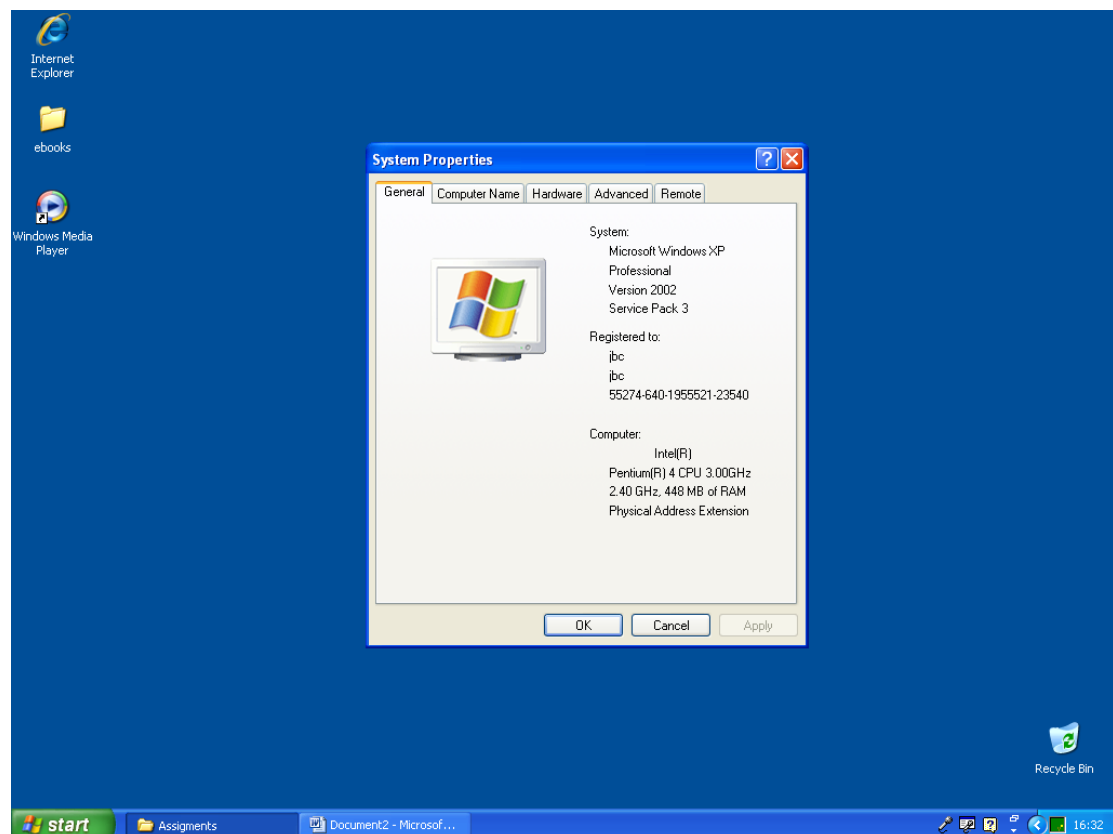 Internet
Explorer
ebooks
Windows Media
Player
System Properties
General Computer Name Hardware Advanced Remote
System:
Microsoft Windows XP
Professional
Version 2002
Service Pack 3
Registered to:
jbc
jbc
55274-640-1955521-23540
Computer:
Intel(R)
Pentium(R) 4 CPU 3.00GHz
2.40 GHz, 448 MB of RAM
Physical Address Extension
OK Cancel Apply
Recycle Bin
start Assigments Document2 - Microsof... 16:32